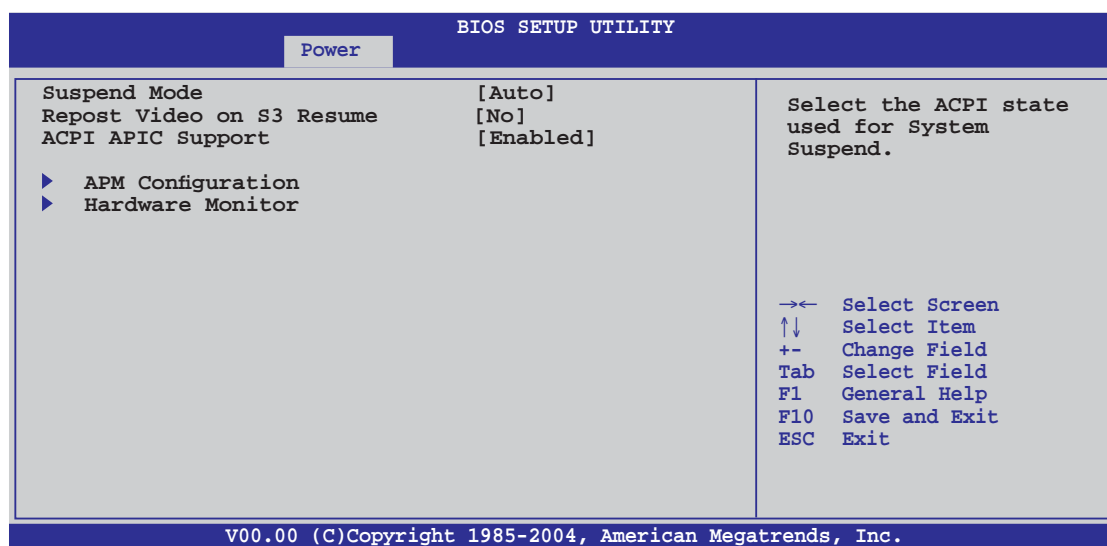 BIOS SETUP UTILITY
Power
Suspend Mode [Auto]
Repost Video on S3 Resume [No]
ACPI APIC Support [Enabled]
APM Configuration
Hardware Monitor
Select the ACPI state
used for System
Suspend.
→← Select Screen
↑↓ Select Item
+- Change Field
Tab Select Field
F1 General Help
F10 Save and Exit
ESC Exit
V00.00 (C)Copyright 1985-2004, American Megatrends, Inc.